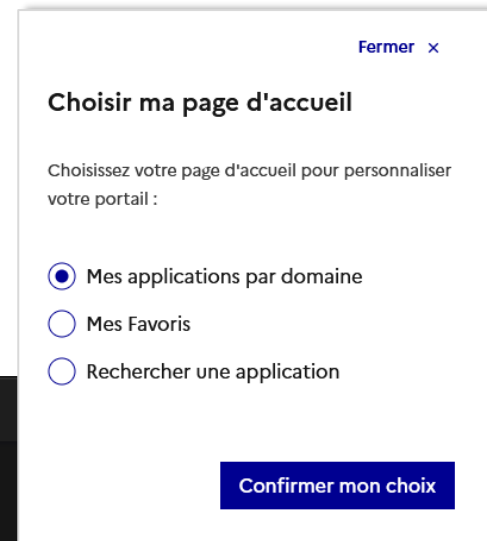 Fermer ×
Choisir ma page d'accueil
Choisissez votre page d'accueil pour personnaliser
votre portail :
Mes applications par domaine
Mes Favoris
Rechercher une application
Confirmer mon choix